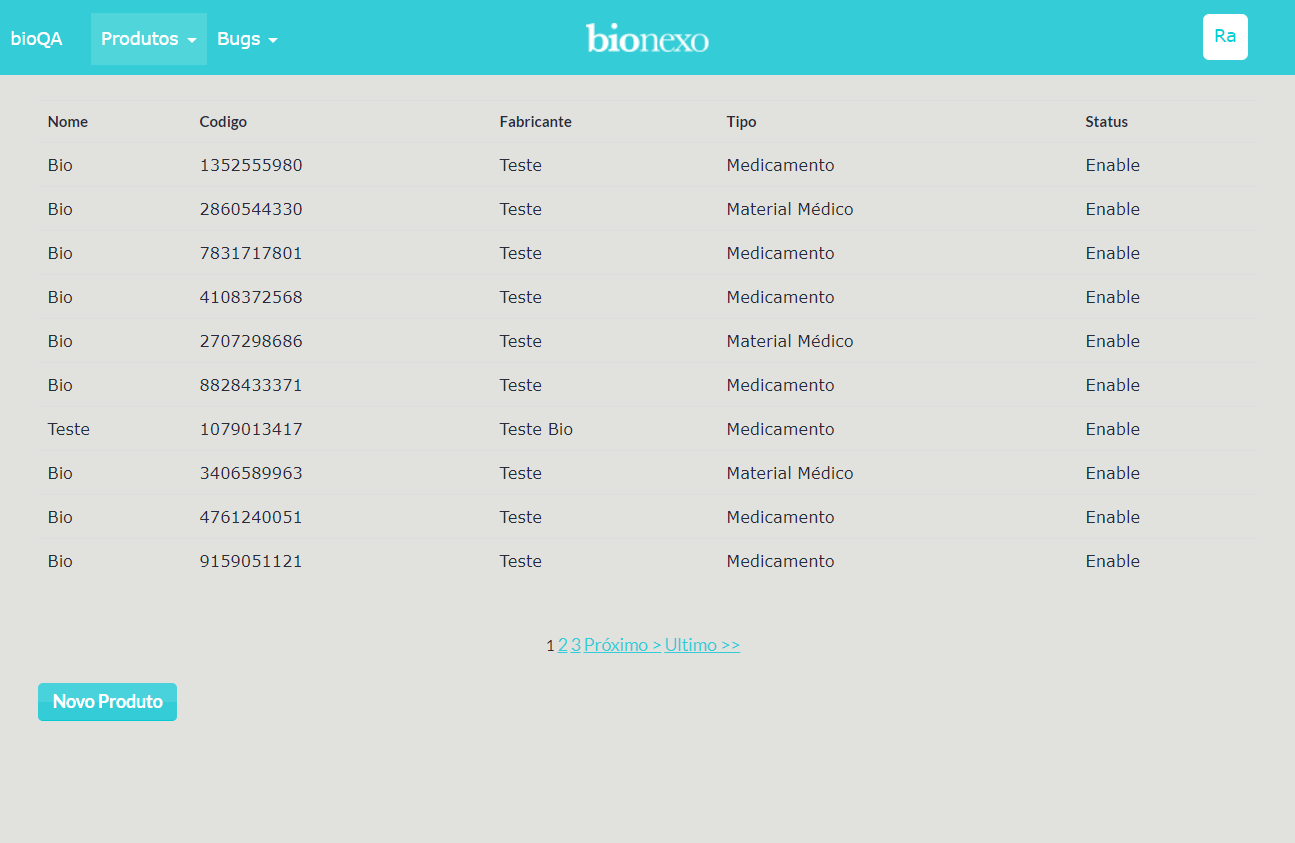 bioQA Produtos Bugs bionexo Ra
Nome Codigo Fabricante Tipo Status
Bio 1352555980 Teste Medicamento Enable
Bio 2860544330 Teste Material Médico Enable
Bio 7831717801 Teste Medicamento Enable
Bio 4108372568 Teste Medicamento Enable
Bio 2707298686 Teste Material Médico Enable
Bio 8828433371 Teste Medicamento Enable
Teste 1079013417 Teste Bio Medicamento Enable
Bio 3406589963 Teste Material Médico Enable
Bio 4761240051 Teste Medicamento Enable
Bio 9159051121 Teste Medicamento Enable
1 2 3 Próximo > Ultimo >>
Novo Produto